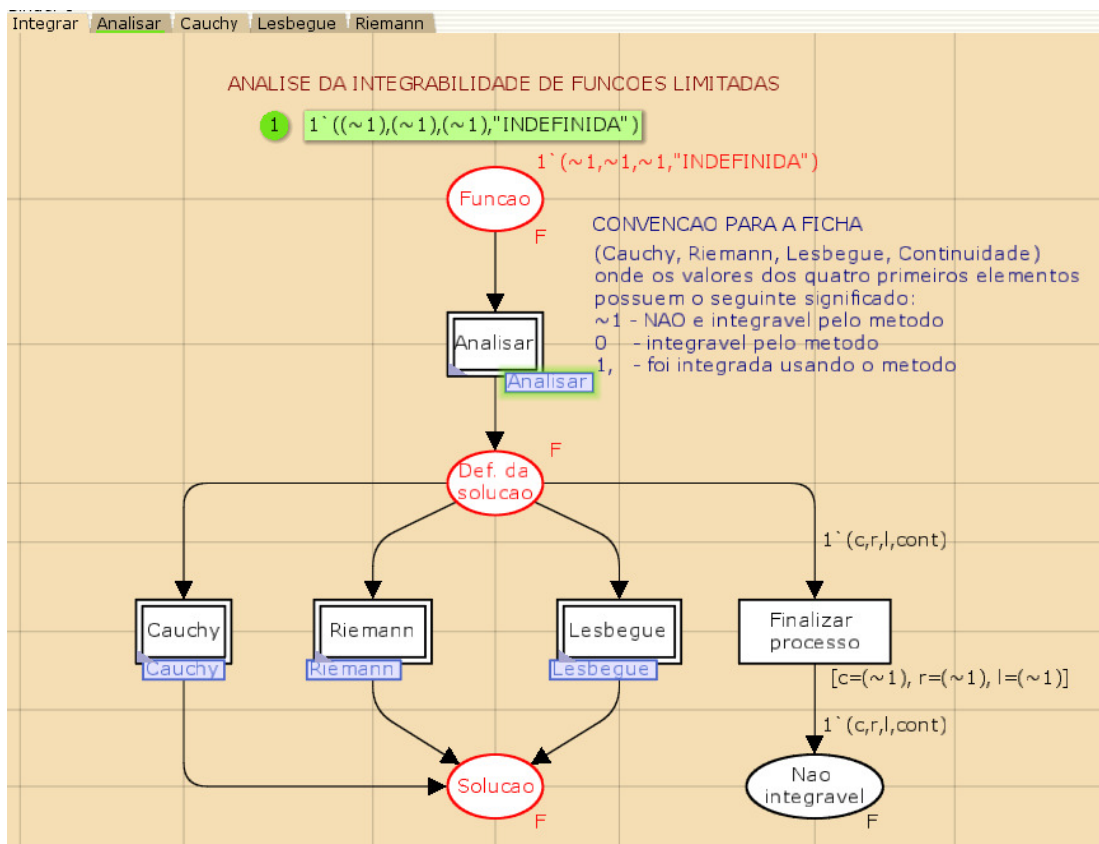 Integrar Analisar Cauchy Lesbegue Riemann
ANALISE DA INTEGRABILIDADE DE FUNCOES LIMITADAS
1 1`((~1),(~1),(~1),"INDEFINIDA")
1`(~1,~1,~1,"INDEFINIDA")
Funcao
F
CONVENCAO PARA A FICHA
(Cauchy, Riemann, Lesbegue, Continuidade)
onde os valores dos quatro primeiros elementos
possuem o seguinte significado:
~1 - NAO e integravel pelo metodo
0 - integravel pelo metodo
1, - foi integrada usando o metodo
Analisar
Analisar
F
Def. da
solucao
1`(c,r,l,cont)
Cauchy
Cauchy
Riemann
Riemann
Lesbegue
Lesbegue
Finalizar
processo
[c=(~1), r=(~1), l=(~1)]
1`(c,r,l,cont)
Solucao
F
Nao
integravel
F